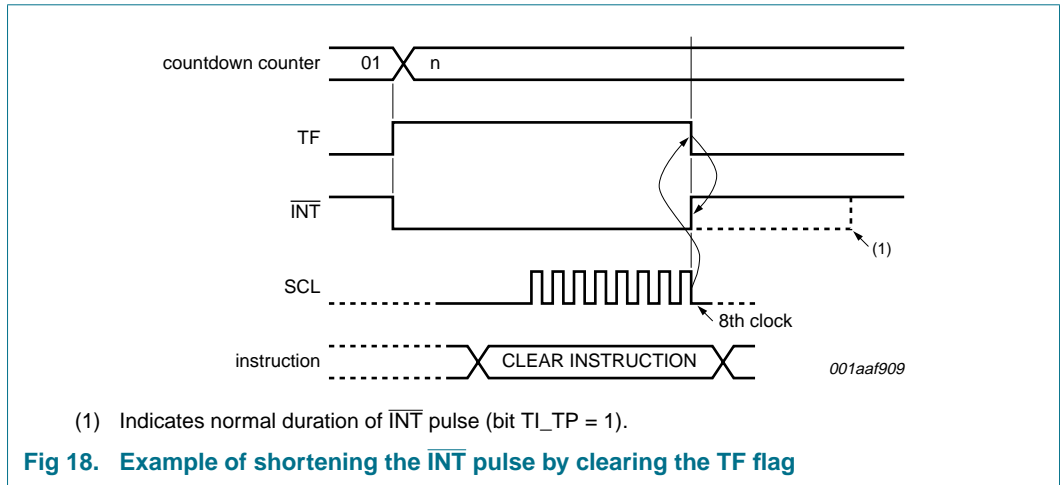 countdown counter 01 n
TF
INT
(1)
SCL
8th clock
instruction CLEAR INSTRUCTION
001aaf909
(1) Indicates normal duration of INT pulse (bit TI_TP = 1).
Fig 18. Example of shortening the INT pulse by clearing the TF flag